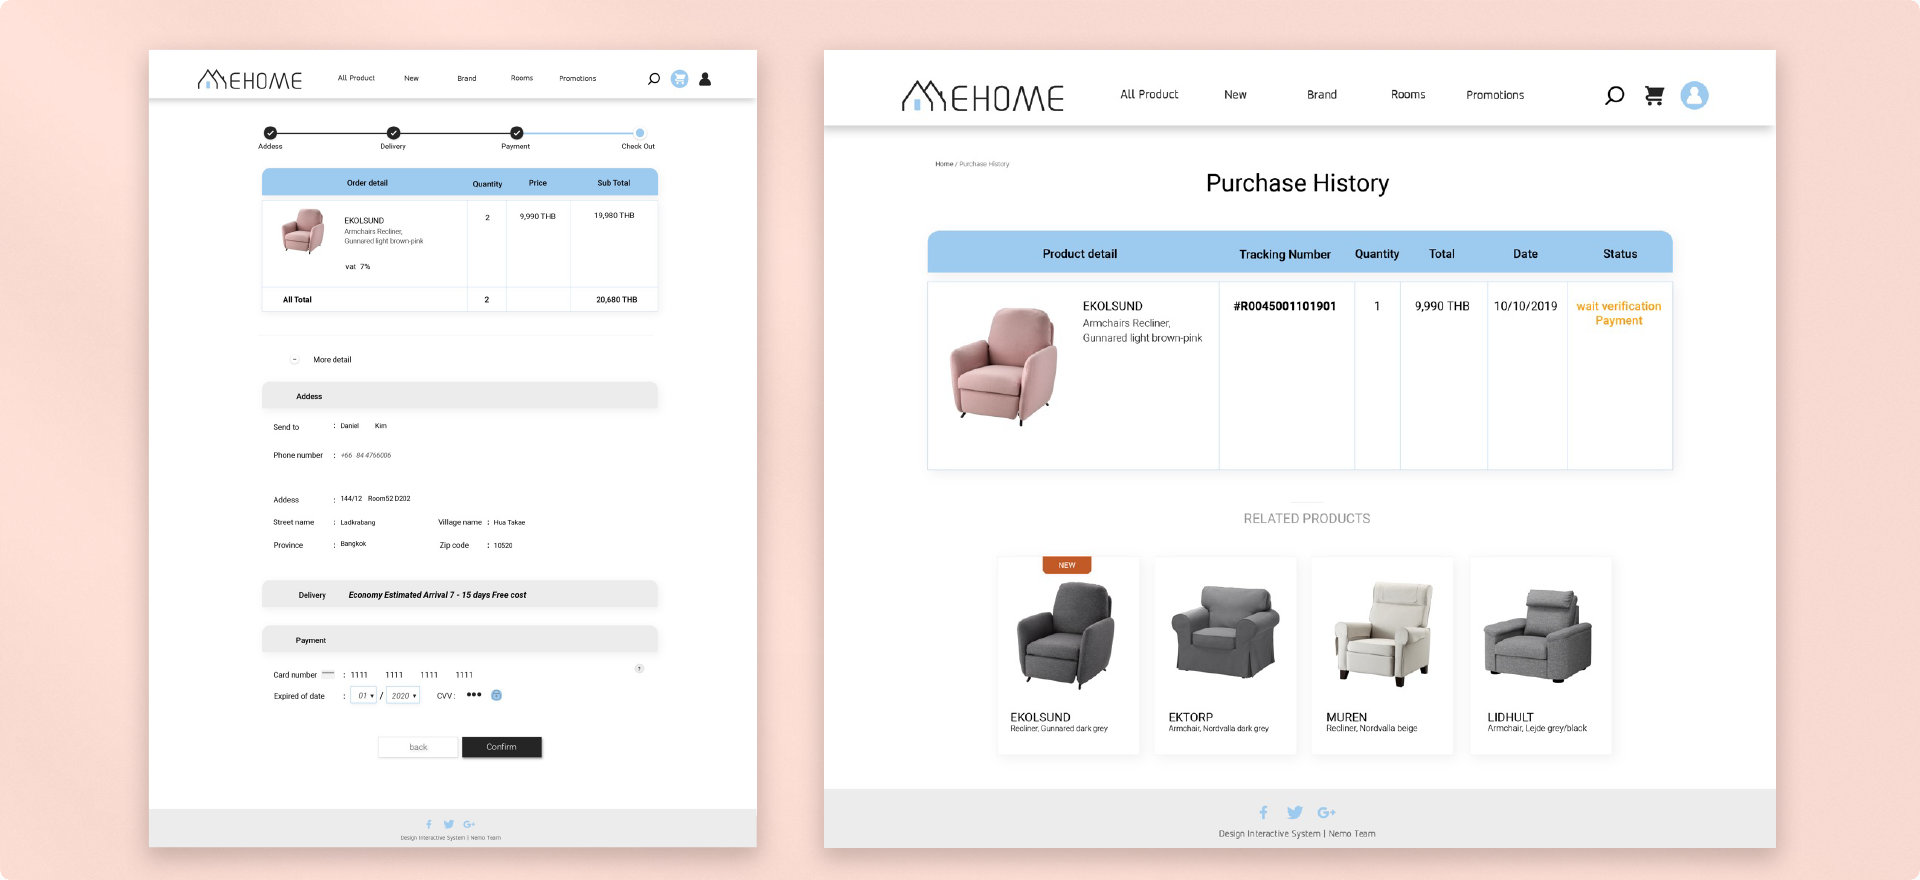 EHOME
All Product
New
Brand
Rooms
Promotions
Addess
Delivery
Payment
Check Out
Order detail
Quantity
Price
Sub Total
EKOLSUND
Armchairs Recliner,
Gunnared light brown-pink
vat 7%
2
9,990 THB
19,980 THB
All Total
2
20,680 THB
More detail
Addess
Send to : Daniel Kim
Phone number : +66 84 4766006
Addess : 144/12 Room52 D202
Street name : Ladkrabang
Village name : Hua Takae
Province : Bangkok
Zip code : 10520
Delivery Economy Estimated Arrival 7 - 15 days Free cost
Payment
?
Card number : 1111 1111 1111 1111
Expired of date : 01 / 2020 CVV : •••
back
Confirm
Design Interactive System | Nemo Team
EHOME
All Product
New
Brand
Rooms
Promotions
Home / Purchase History
Purchase History
Product detail
Tracking Number
Quantity
Total
Date
Status
EKOLSUND
Armchairs Recliner,
Gunnared light brown-pink
#R0045001101901
1
9,990 THB
10/10/2019
wait verification
Payment
RELATED PRODUCTS
NEW
EKOLSUND
Recliner, Gunnared dark grey
EKTORP
Armchair, Nordvalla dark grey
MUREN
Recliner, Nordvalla beige
LIDHULT
Armchair, Lejde grey/black
Design Interactive System | Nemo Team